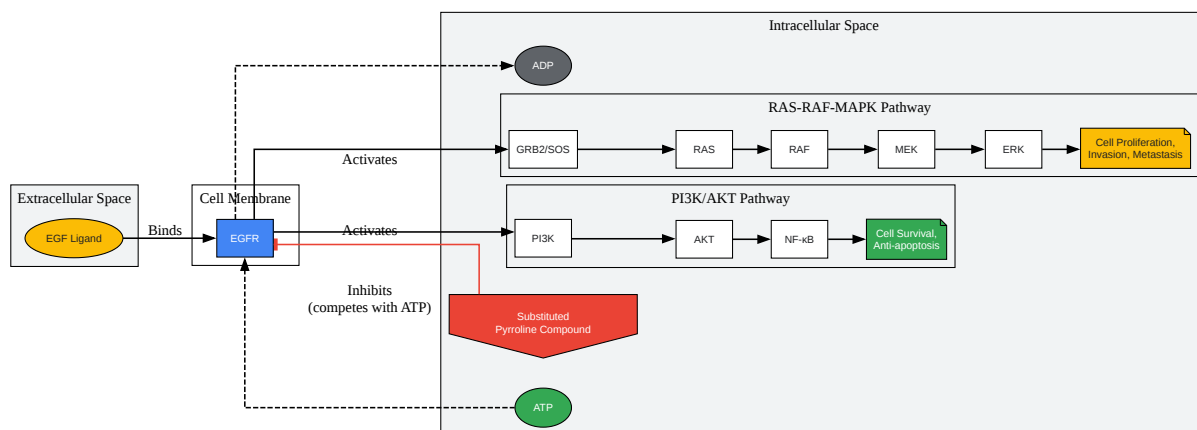 Intracellular Space
ADP
RAS-RAF-MAPK Pathway
GRB2/SOS
RAS
RAF
MEK
ERK
Cell Proliferation,
Invasion, Metastasis
Activates
Extracellular Space
EGF Ligand
Binds
Cell Membrane
EGFR
Activates
PI3K/AKT Pathway
PI3K
AKT
NF-κB
Cell Survival,
Anti-apoptosis
Inhibits
(competes with ATP)
Substituted
Pyrroline Compound
ATP